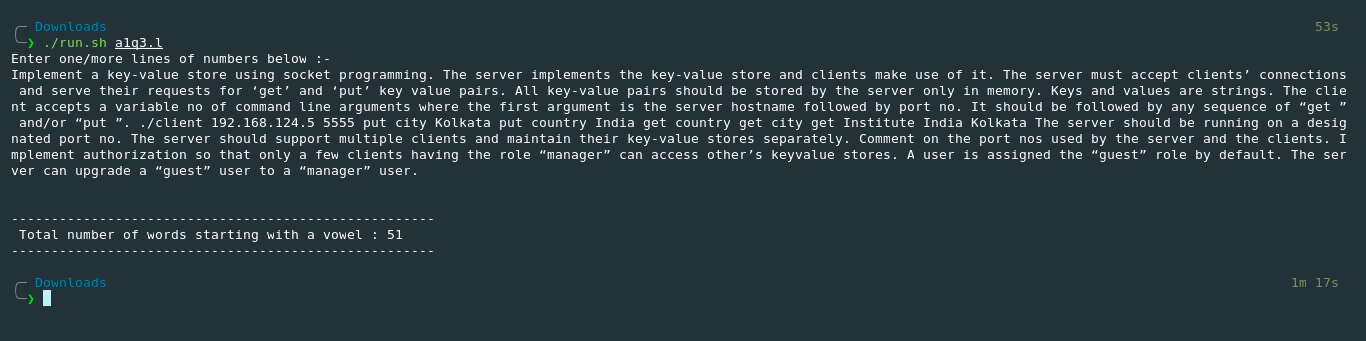 Downloads 53s
❯ ./run.sh a1q3.l
Enter one/more lines of numbers below :-
Implement a key-value store using socket programming. The server implements the key-value store and clients make use of it. The server must accept clients’ connections
and serve their requests for ‘get’ and ‘put’ key value pairs. All key-value pairs should be stored by the server only in memory. Keys and values are strings. The clie
nt accepts a variable no of command line arguments where the first argument is the server hostname followed by port no. It should be followed by any sequence of “get ”
and/or “put ”. ./client 192.168.124.5 5555 put city Kolkata put country India get country get city get Institute India Kolkata The server should be running on a desig
nated port no. The server should support multiple clients and maintain their key-value stores separately. Comment on the port nos used by the server and the clients. I
mplement authorization so that only a few clients having the role “manager” can access other’s keyvalue stores. A user is assigned the “guest” role by default. The ser
ver can upgrade a “guest” user to a “manager” user.
-----------------------------------------------------
Total number of words starting with a vowel : 51
-----------------------------------------------------
Downloads 1m 17s
❯